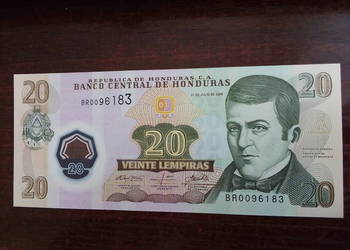 REPUBLICA DE HONDURAS, C.A.
BANCO CENTRAL DE HONDURAS
20
20
BR0096183
20
20
VEINTE LEMPIRAS
BR0096183
20
20